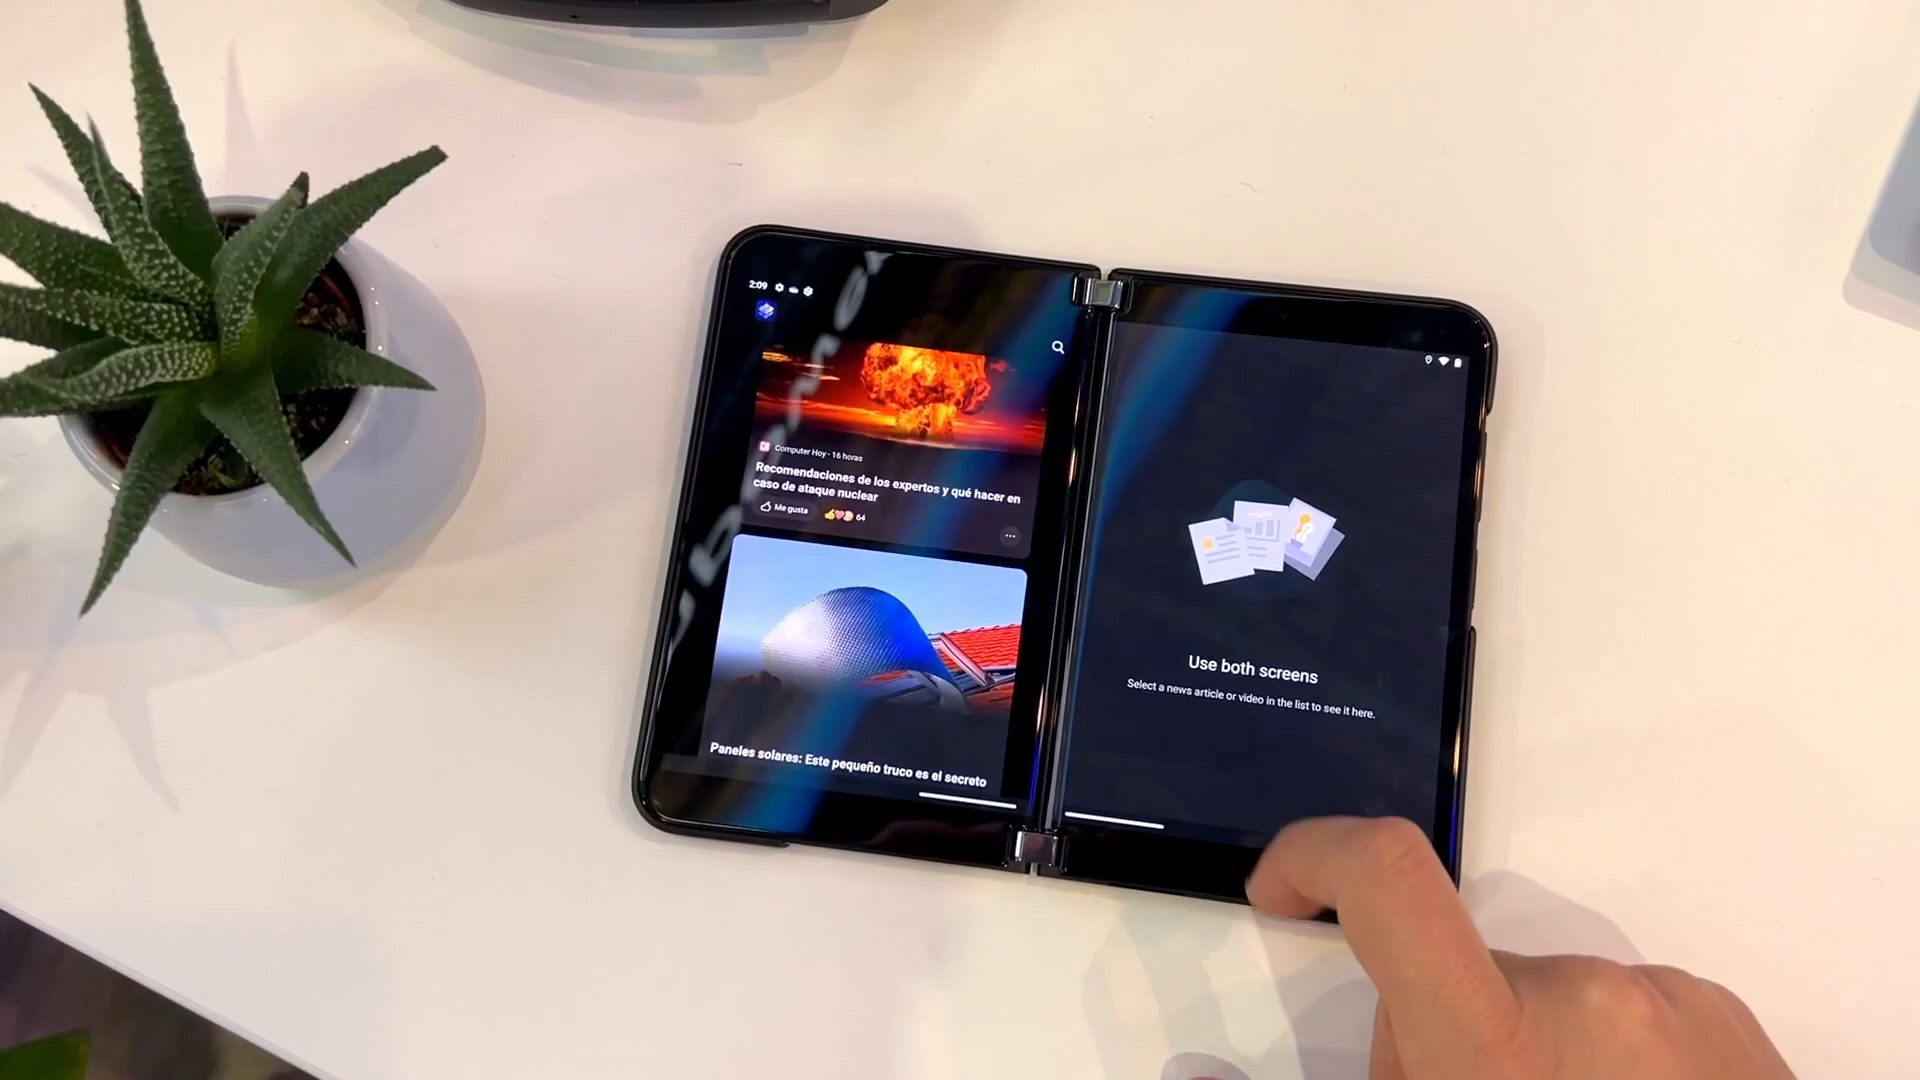 2:09
Computer Hoy · 16 horas
Recomendaciones de los expertos y qué hacer en
caso de ataque nuclear
Me gusta
64
Paneles solares: Este pequeño truco es el secreto
Use both screens
Select a news article or video in the list to see it here.